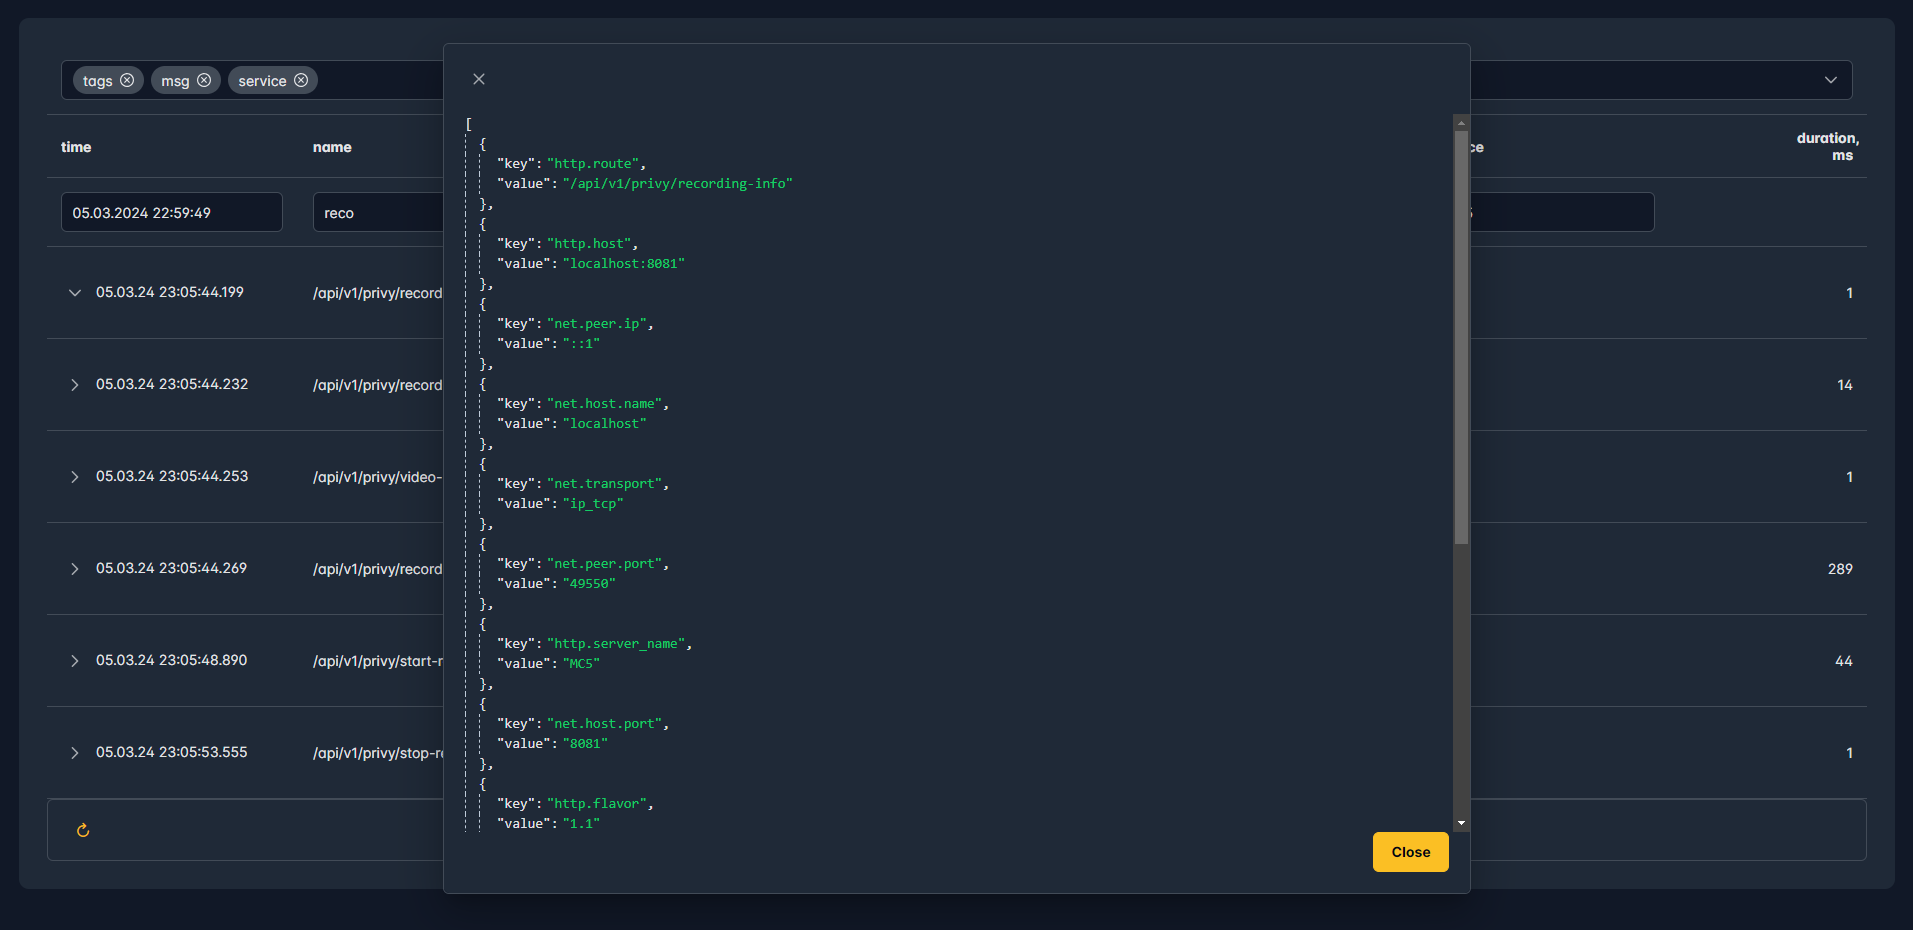 tags msg service
time name ce duration, ms
05.03.2024 22:59:49 reco
05.03.24 23:05:44.199 /api/v1/privy/record 1
05.03.24 23:05:44.232 /api/v1/privy/record 14
05.03.24 23:05:44.253 /api/v1/privy/video- 1
05.03.24 23:05:44.269 /api/v1/privy/record 289
05.03.24 23:05:48.890 /api/v1/privy/start-r 44
05.03.24 23:05:53.555 /api/v1/privy/stop-re 1
[
{
"key": "http.route",
"value": "/api/v1/privy/recording-info"
},
{
"key": "http.host",
"value": "localhost:8081"
},
{
"key": "net.peer.ip",
"value": "::1"
},
{
"key": "net.host.name",
"value": "localhost"
},
{
"key": "net.transport",
"value": "ip_tcp"
},
{
"key": "net.peer.port",
"value": "49550"
},
{
"key": "http.server_name",
"value": "MC5"
},
{
"key": "net.host.port",
"value": "8081"
},
{
"key": "http.flavor",
"value": "1.1"
Close